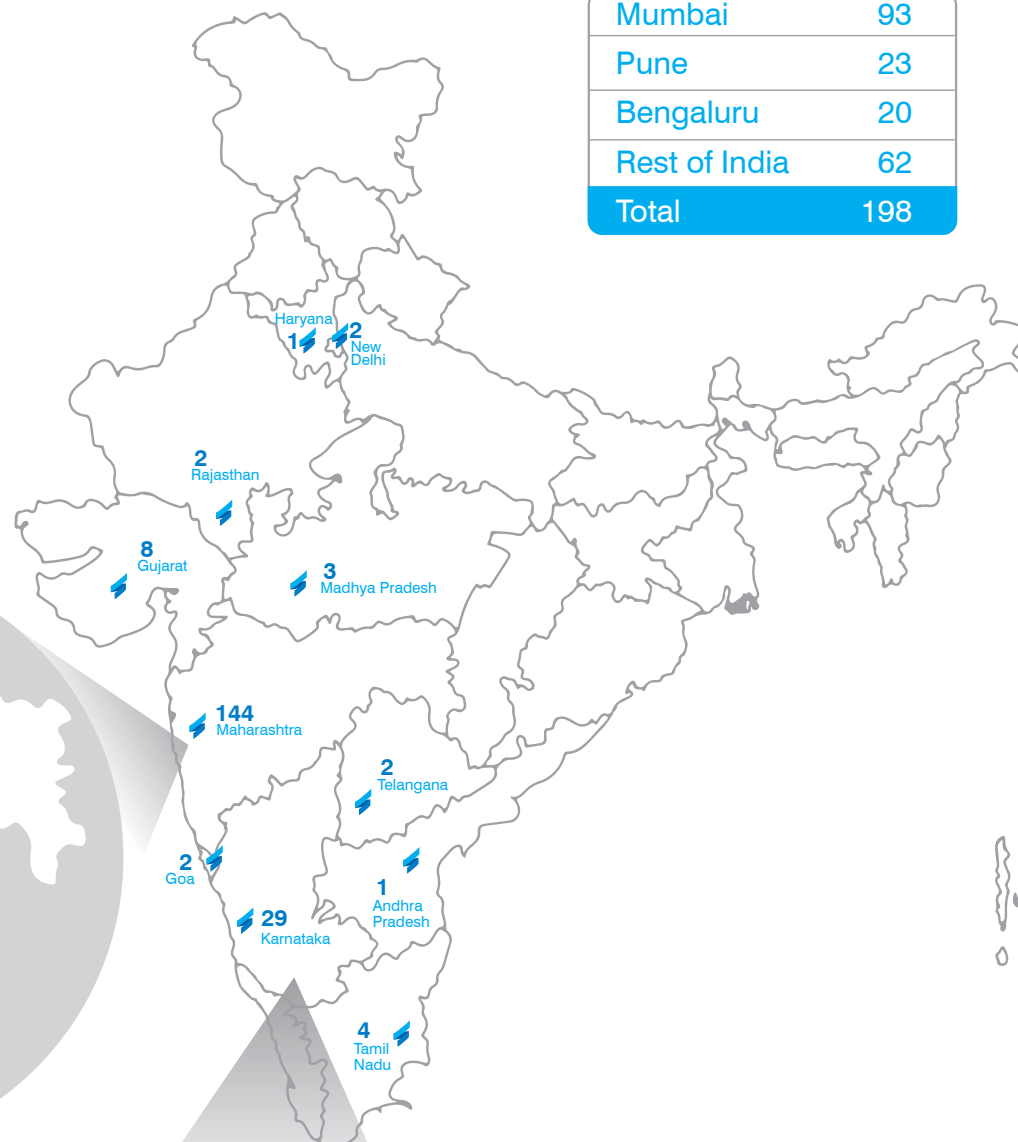 Mumbai 93
Pune 23
Bengaluru 20
Rest of India 62
Total 198
Haryana
1
2
New
Delhi
2
Rajasthan
8
Gujarat
3
Madhya Pradesh
144
Maharashtra
2
Telangana
2
Goa
1
Andhra
Pradesh
29
Karnataka
4
Tamil
Nadu